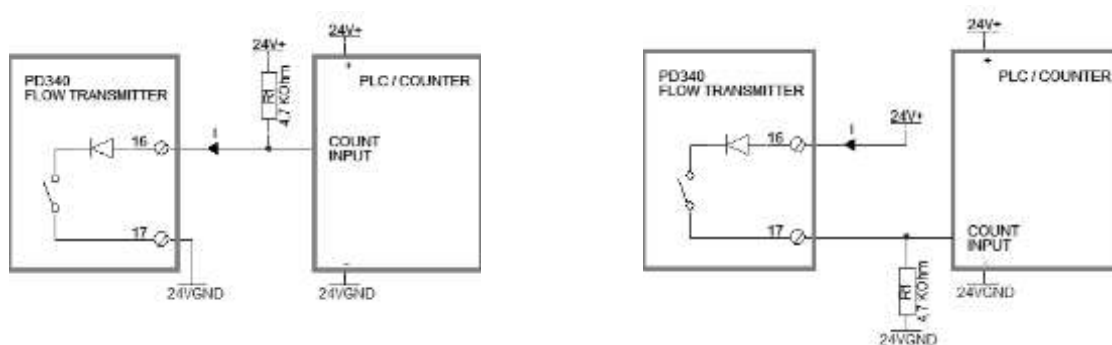 24V+
24V+
PD340
FLOW TRANSMITTER
PLC / COUNTER
R1
4,7 KOhm
16
I
COUNT
INPUT
17
24VGND
24VGND
24V+
PD340
FLOW TRANSMITTER
PLC / COUNTER
24V+
16
I
17
COUNT
INPUT
R1
4,7 KOhm
24VGND
24VGND